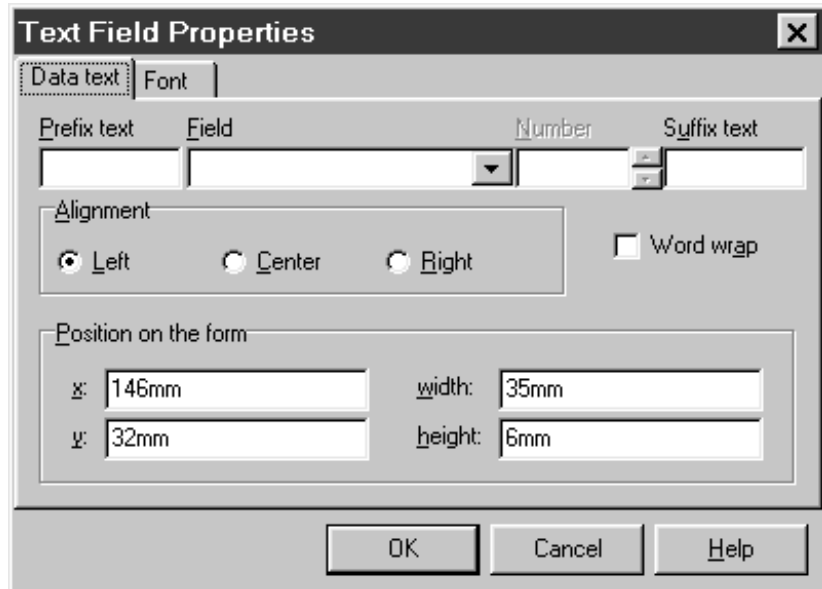 Text Field Properties
Data text Font
Prefix text Field Number Suffix text
Alignment
Left Center Right Word wrap
Position on the form
x: 146mm width: 35mm
y: 32mm height: 6mm
OK Cancel Help